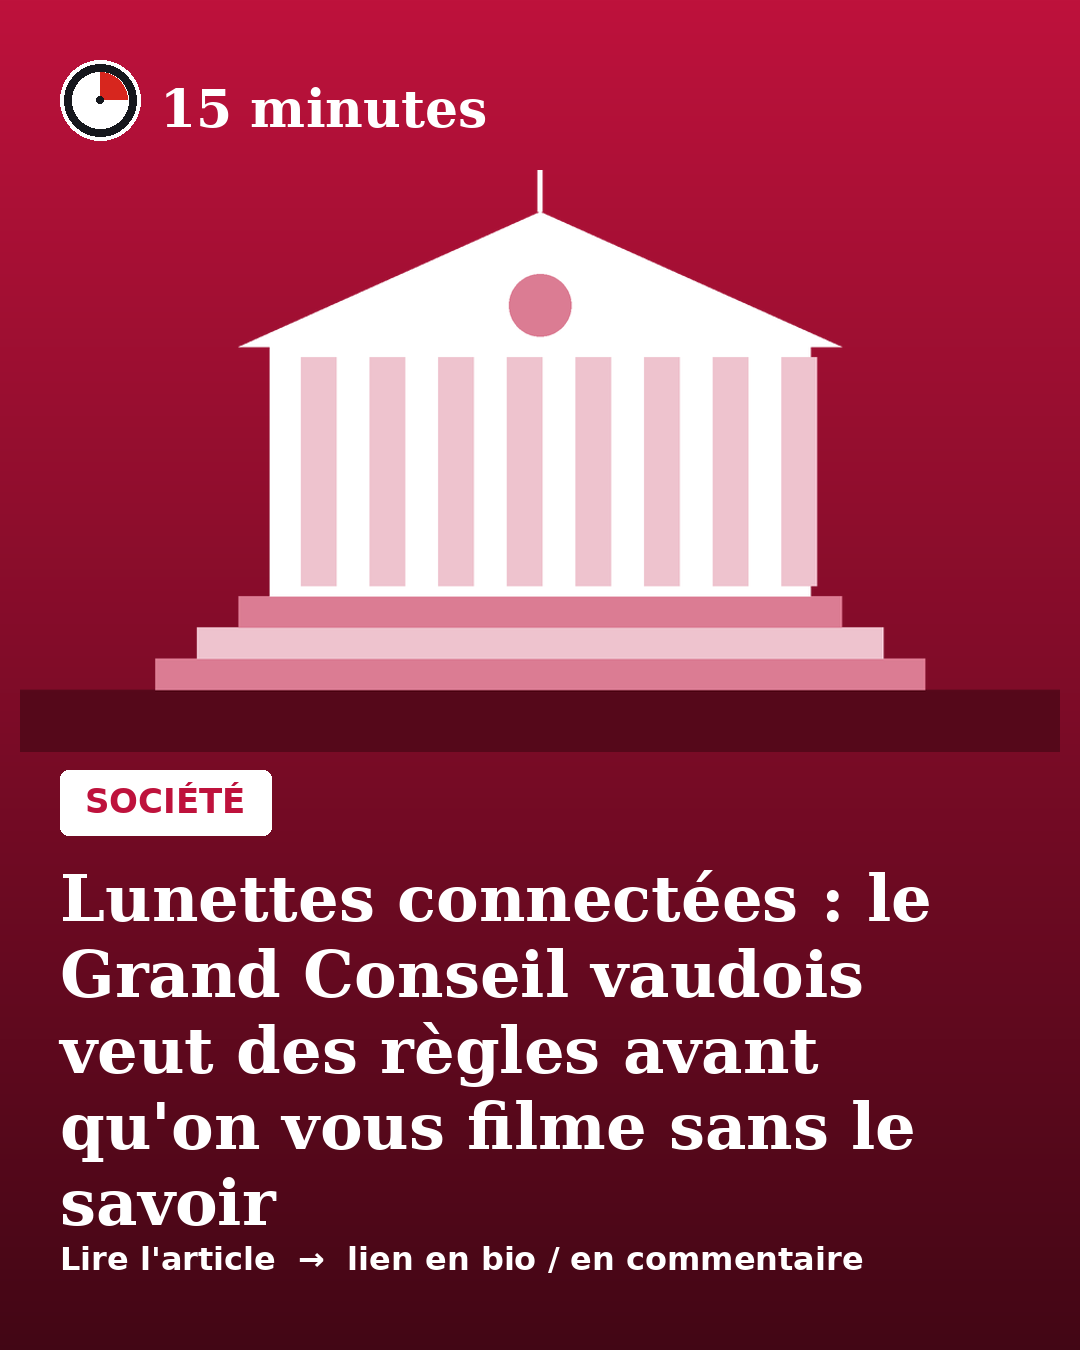 15 minutes
SOCIÉTÉ
Lunettes connectées : le
Grand Conseil vaudois
veut des règles avant
qu'on vous filme sans le
savoir
Lire l'article → lien en bio / en commentaire